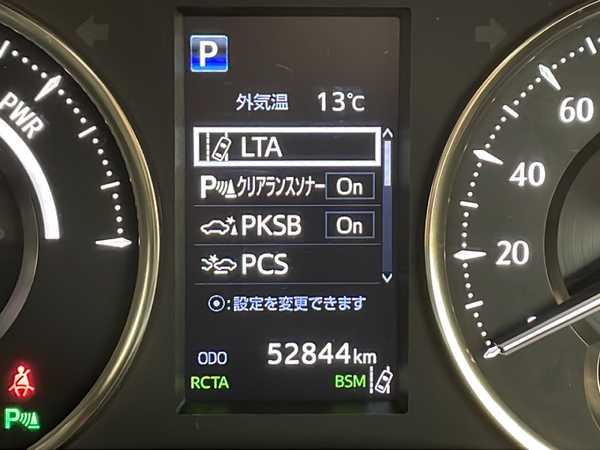 P
外気温 13℃
LTA
Pクリアランスソナー On
PKSB On
PCS
:設定を変更できます
ODO 52844km
RCTA BSM
PWR
60
40
20
P